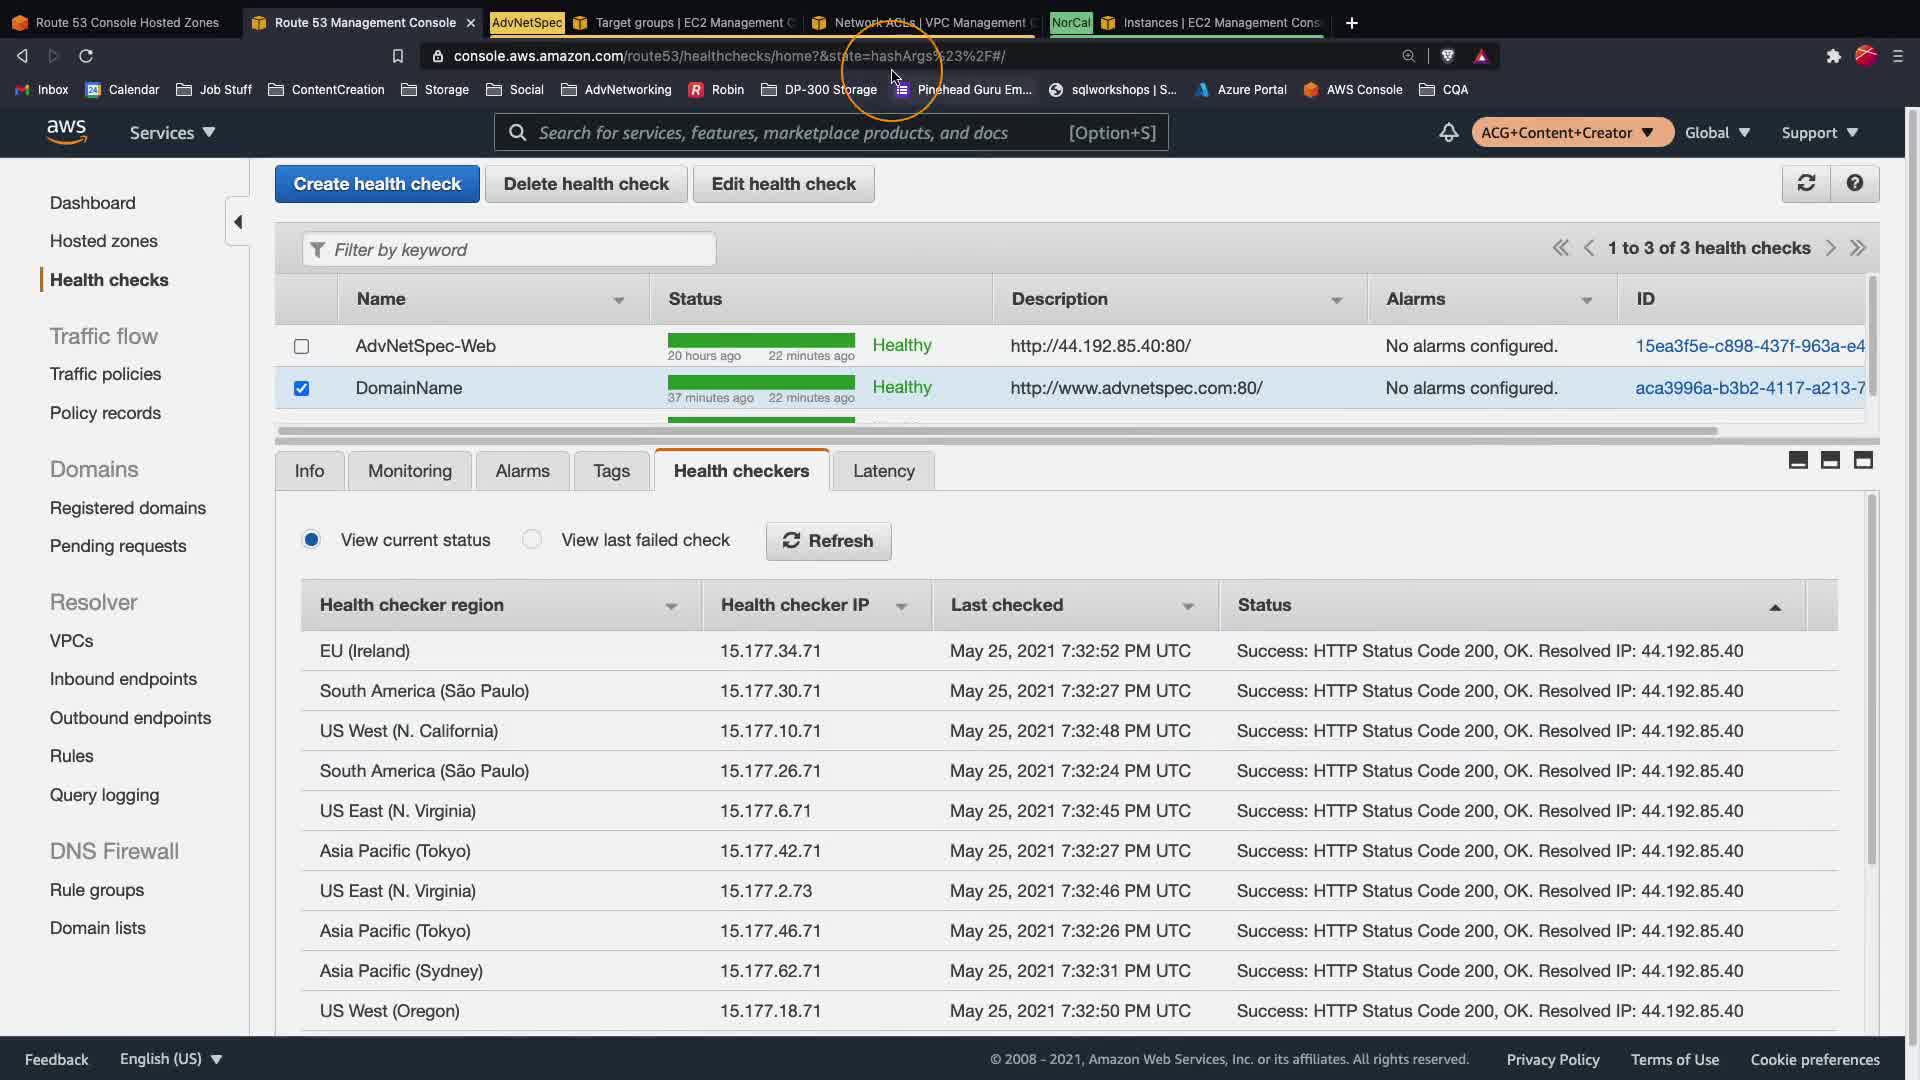 Route 53 Console Hosted Zones
Route 53 Management Console
AdvNetSpec
Target groups | EC2 Management C
Network ACLs | VPC Management C
NorCal
Instances | EC2 Management Cons
console.aws.amazon.com/route53/healthchecks/home?&state=hashArgs%23%2F#/
Inbox
Calendar
Job Stuff
ContentCreation
Storage
Social
AdvNetworking
Robin
DP-300 Storage
Pinehead Guru Em...
sqlworkshops | S...
Azure Portal
AWS Console
CQA
aws
Services
Search for services, features, marketplace products, and docs
[Option+S]
ACG+Content+Creator
Global
Support
Dashboard
Hosted zones
Health checks
Traffic flow
Traffic policies
Policy records
Domains
Registered domains
Pending requests
Resolver
VPCs
Inbound endpoints
Outbound endpoints
Rules
Query logging
DNS Firewall
Rule groups
Domain lists
Create health check
Delete health check
Edit health check
Filter by keyword
1 to 3 of 3 health checks
Name Status Description Alarms ID
AdvNetSpec-Web 20 hours ago 22 minutes ago Healthy http://44.192.85.40:80/ No alarms configured. 15ea3f5e-c898-437f-963a-e4
DomainName 37 minutes ago 22 minutes ago Healthy http://www.advnetspec.com:80/ No alarms configured. aca3996a-b3b2-4117-a213-7
Info
Monitoring
Alarms
Tags
Health checkers
Latency
View current status
View last failed check
Refresh
Health checker region Health checker IP Last checked Status
EU (Ireland) 15.177.34.71 May 25, 2021 7:32:52 PM UTC Success: HTTP Status Code 200, OK. Resolved IP: 44.192.85.40
South America (São Paulo) 15.177.30.71 May 25, 2021 7:32:27 PM UTC Success: HTTP Status Code 200, OK. Resolved IP: 44.192.85.40
US West (N. California) 15.177.10.71 May 25, 2021 7:32:48 PM UTC Success: HTTP Status Code 200, OK. Resolved IP: 44.192.85.40
South America (São Paulo) 15.177.26.71 May 25, 2021 7:32:24 PM UTC Success: HTTP Status Code 200, OK. Resolved IP: 44.192.85.40
US East (N. Virginia) 15.177.6.71 May 25, 2021 7:32:45 PM UTC Success: HTTP Status Code 200, OK. Resolved IP: 44.192.85.40
Asia Pacific (Tokyo) 15.177.42.71 May 25, 2021 7:32:27 PM UTC Success: HTTP Status Code 200, OK. Resolved IP: 44.192.85.40
US East (N. Virginia) 15.177.2.73 May 25, 2021 7:32:46 PM UTC Success: HTTP Status Code 200, OK. Resolved IP: 44.192.85.40
Asia Pacific (Tokyo) 15.177.46.71 May 25, 2021 7:32:26 PM UTC Success: HTTP Status Code 200, OK. Resolved IP: 44.192.85.40
Asia Pacific (Sydney) 15.177.62.71 May 25, 2021 7:32:31 PM UTC Success: HTTP Status Code 200, OK. Resolved IP: 44.192.85.40
US West (Oregon) 15.177.18.71 May 25, 2021 7:32:50 PM UTC Success: HTTP Status Code 200, OK. Resolved IP: 44.192.85.40
Feedback
English (US)
© 2008 - 2021, Amazon Web Services, Inc. or its affiliates. All rights reserved.
Privacy Policy
Terms of Use
Cookie preferences